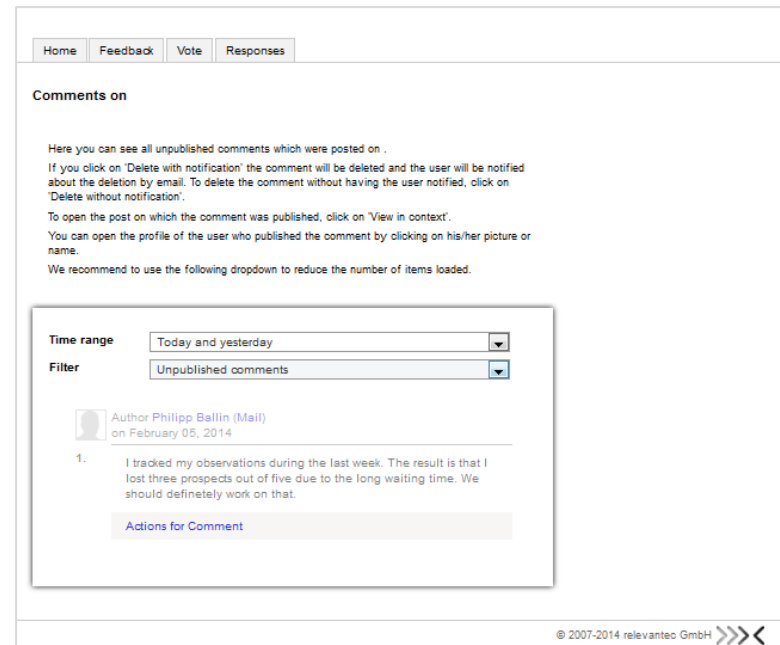 Home Feedback Vote Responses
Comments on
Here you can see all unpublished comments which were posted on .
If you click on 'Delete with notification' the comment will be deleted and the user will be notified
about the deletion by email. To delete the comment without having the user notified, click on
'Delete without notification'.
To open the post on which the comment was published, click on 'View in context'.
You can open the profile of the user who published the comment by clicking on his/her picture or
name.
We recommend to use the following dropdown to reduce the number of items loaded.
Time range Today and yesterday
Filter Unpublished comments
Author Philipp Ballin (Mail)
on February 05, 2014
1. I tracked my observations during the last week. The result is that I
lost three prospects out of five due to the long waiting time. We
should definetely work on that.
Actions for Comment
© 2007-2014 relevantec GmbH